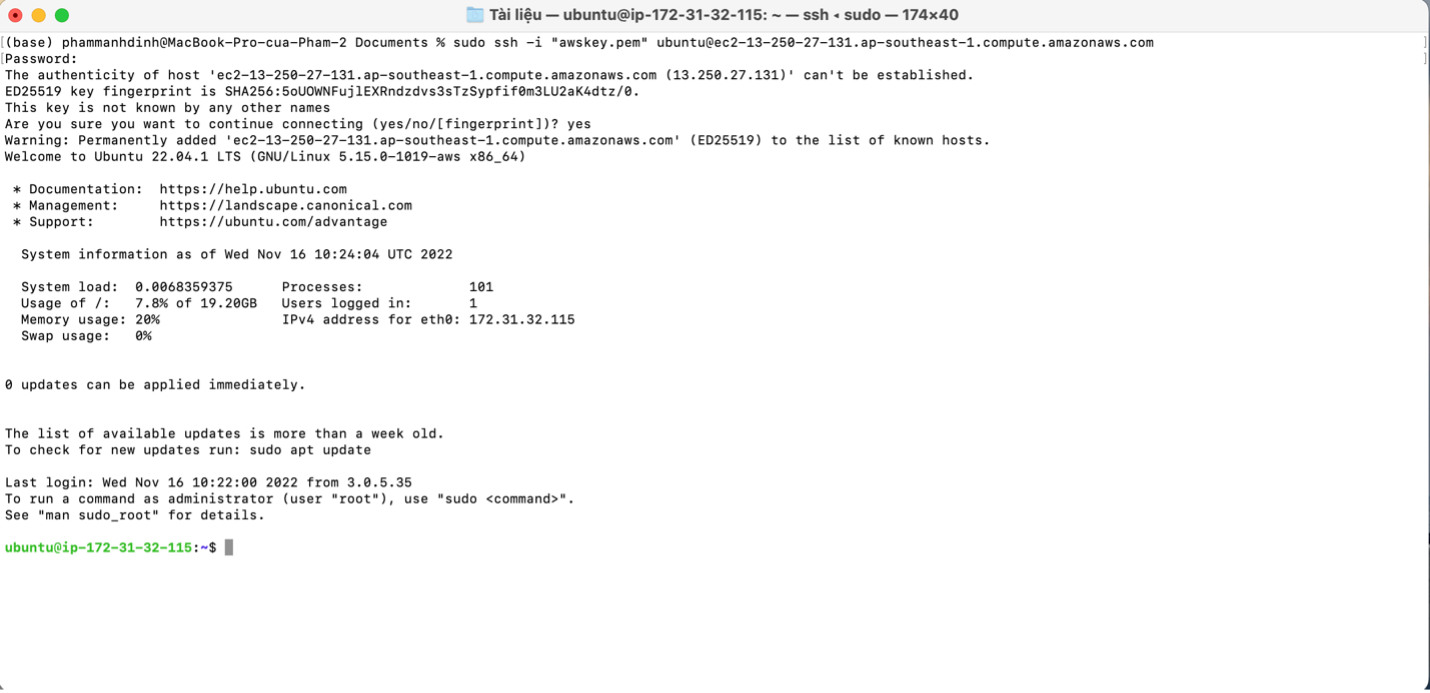 Tài liệu — ubuntu@ip-172-31-32-115: ~ — ssh ◂ sudo — 174×40
(base) phammanhdinh@MacBook-Pro-cua-Pham-2 Documents % sudo ssh -i "awskey.pem" ubuntu@ec2-13-250-27-131.ap-southeast-1.compute.amazonaws.com
Password:
The authenticity of host 'ec2-13-250-27-131.ap-southeast-1.compute.amazonaws.com (13.250.27.131)' can't be established.
ED25519 key fingerprint is SHA256:5oUOWNFujlEXRndzdvs3sTzSypfif0m3LU2aK4dtz/0.
This key is not known by any other names
Are you sure you want to continue connecting (yes/no/[fingerprint])? yes
Warning: Permanently added 'ec2-13-250-27-131.ap-southeast-1.compute.amazonaws.com' (ED25519) to the list of known hosts.
Welcome to Ubuntu 22.04.1 LTS (GNU/Linux 5.15.0-1019-aws x86_64)
* Documentation:  https://help.ubuntu.com
* Management:     https://landscape.canonical.com
* Support:        https://ubuntu.com/advantage
System information as of Wed Nov 16 10:24:04 UTC 2022
System load:  0.0068359375      Processes:             101
Usage of /:   7.8% of 19.20GB   Users logged in:       1
Memory usage: 20%               IPv4 address for eth0: 172.31.32.115
Swap usage:   0%
0 updates can be applied immediately.
The list of available updates is more than a week old.
To check for new updates run: sudo apt update
Last login: Wed Nov 16 10:22:00 2022 from 3.0.5.35
To run a command as administrator (user "root"), use "sudo <command>".
See "man sudo_root" for details.
ubuntu@ip-172-31-32-115:~$